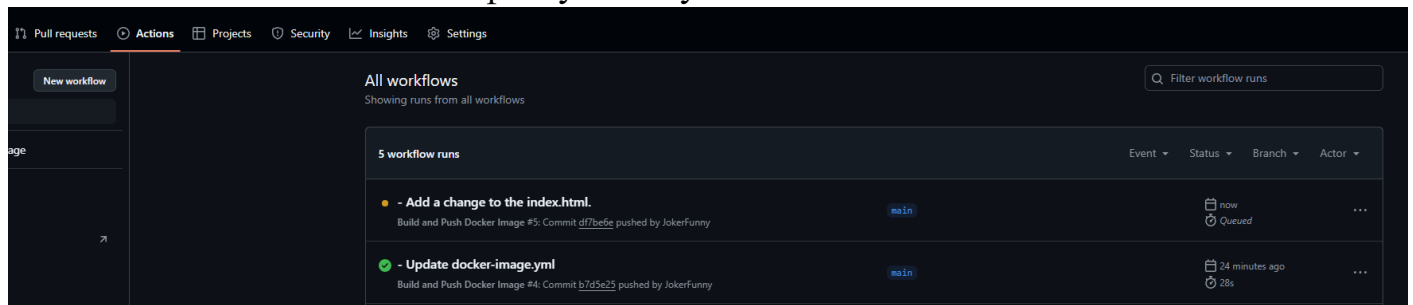 Pull requests Actions Projects Security Insights Settings
New workflow
All workflows
Filter workflow runs
Showing runs from all workflows
age
5 workflow runs
Event Status Branch Actor
- Add a change to the index.html.
main
now
Build and Push Docker Image #5: Commit df7be6e pushed by JokerFunny
Queued
- Update docker-image.yml
main
24 minutes ago
Build and Push Docker Image #4: Commit b7d5e25 pushed by JokerFunny
28s